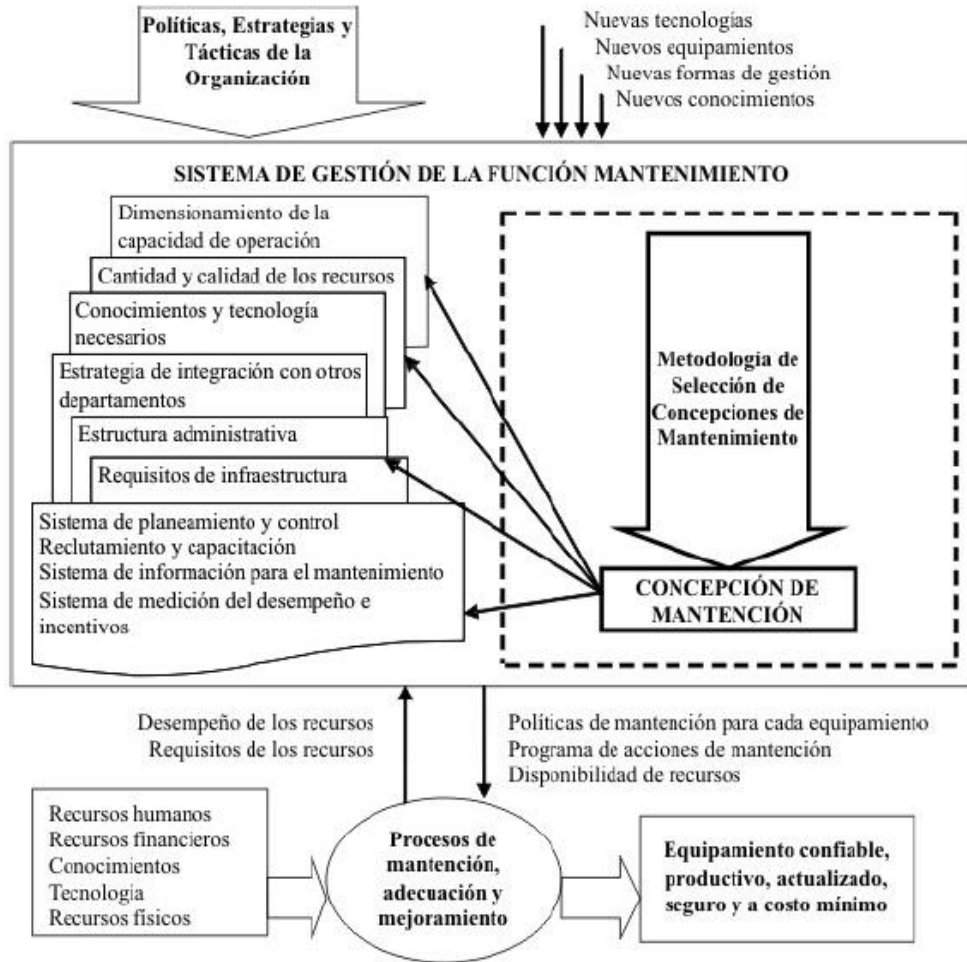 Políticas, Estrategias y
Tácticas de la
Organización
Nuevas tecnologías
Nuevos equipamientos
Nuevas formas de gestión
Nuevos conocimientos
SISTEMA DE GESTIÓN DE LA FUNCIÓN MANTENIMIENTO
Dimensionamiento de la
capacidad de operación
Cantidad y calidad de los recursos
Conocimientos y tecnología
necesarios
Estrategia de integración con otros
departamentos
Estructura administrativa
Requisitos de infraestructura
Sistema de planeamiento y control
Reclutamiento y capacitación
Sistema de información para el mantenimiento
Sistema de medición del desempeño e
incentivos
Metodología de
Selección de
Concepciones de
Mantenimiento
CONCEPCIÓN DE
MANTENCIÓN
Desempeño de los recursos
Requisitos de los recursos
Políticas de mantención para cada equipamiento
Programa de acciones de mantención
Disponibilidad de recursos
Recursos humanos
Recursos financieros
Conocimientos
Tecnología
Recursos físicos
Procesos de
mantención,
adecuación y
mejoramiento
Equipamiento confiable,
productivo, actualizado,
seguro y a costo mínimo